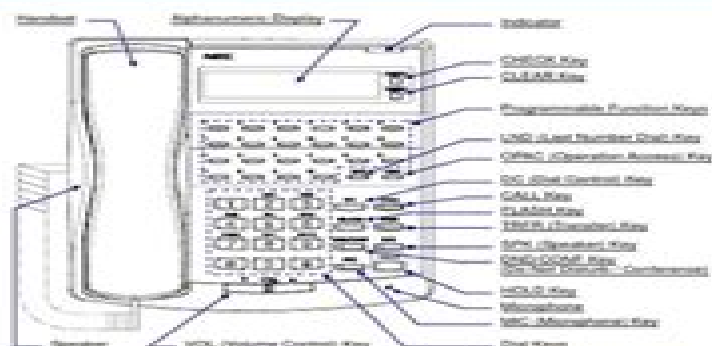 Handset
Alphanumeric Display
Indicator
NEC
CHECK Key
CLEAR Key
Programmable Function Keys
LND (Last Number Dial) Key
OPAC (Operation Access) Key
DC (Dial Control) Key
CALL Key
FLASH Key
TRFR (Transfer) Key
SPK (Speaker) Key
DND/CONF Key
(Do Not Disturb - Conference)
HOLD Key
Microphone
MIC (Microphone) Key
Speaker
VOL (Volume Control) Key
Dial Keys